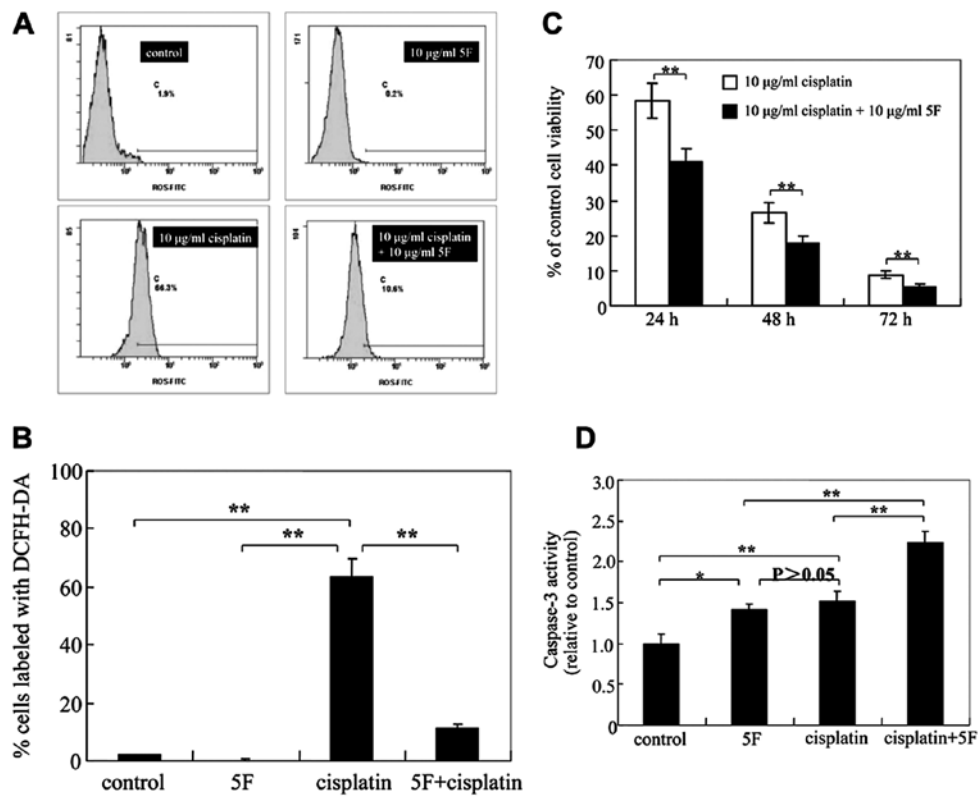 A
81
control
C
1.9%
ROS-FITC
171
10 μg/ml 5F
C
0.2%
ROS-FITC
85
10 μg/ml cisplatin
C
66.3%
ROS-FITC
104
10 μg/ml cisplatin
+ 10 μg/ml 5F
C
10.6%
ROS-FITC
B
% cells labeled with DCFH-DA
100
80
60
40
20
0
**
**
**
control
5F
cisplatin
5F+cisplatin
C
% of control cell viability
70
60
50
40
30
20
10
0
10 μg/ml cisplatin
10 μg/ml cisplatin + 10 μg/ml 5F
**
**
**
24 h
48 h
72 h
D
Caspase-3 activity
(relative to control)
3.0
2.5
2.0
1.5
1.0
0.5
0.0
**
**
**
*
P>0.05
control
5F
cisplatin
cisplatin+5F